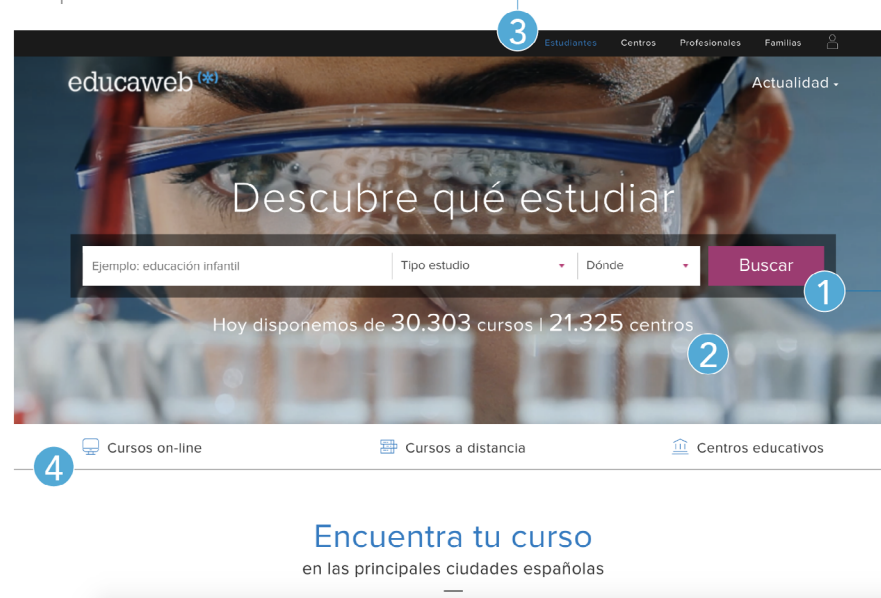 3
Estudiantes Centros Profesionales Familias
educaweb(*)
Actualidad
Descubre qué estudiar
Ejemplo: educación infantil Tipo estudio Dónde Buscar
1
Hoy disponemos de 30.303 cursos | 21.325 centros
2
Cursos on-line Cursos a distancia Centros educativos
4
Encuentra tu curso
en las principales ciudades españolas